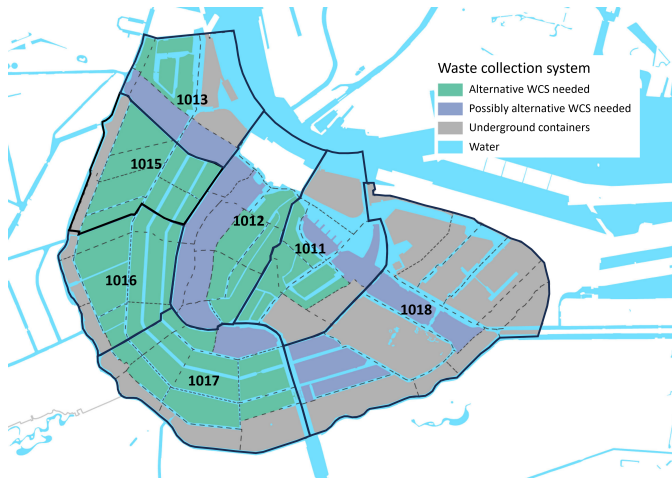 Waste collection system
Alternative WCS needed
Possibly alternative WCS needed
Underground containers
Water
1013
1015
1012
1011
1016
1018
1017